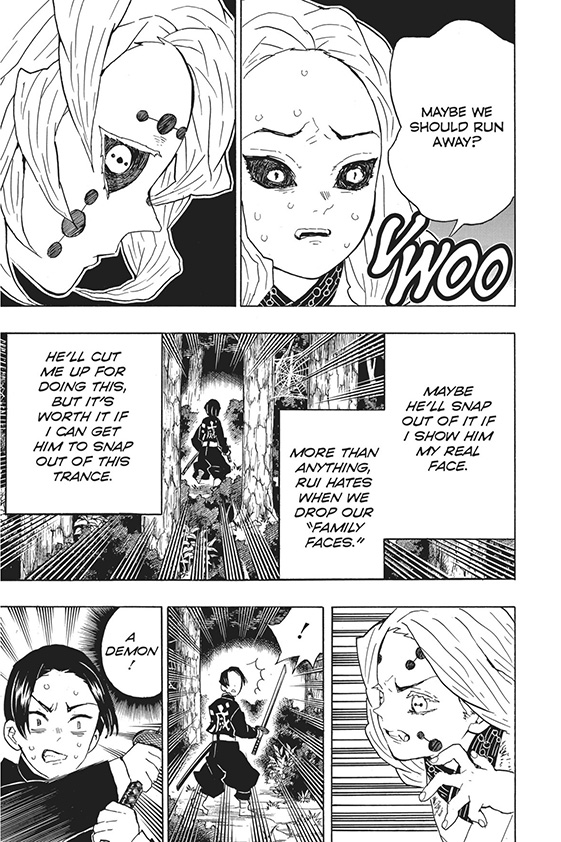 MAYBE WE
SHOULD RUN
AWAY?
VWOO
MAYBE
HE'LL SNAP
OUT OF IT IF
I SHOW HIM
MY REAL
FACE.
MORE THAN
ANYTHING,
RUI HATES
WHEN WE
DROP OUR
"FAMILY
FACES."
滅
HE'LL CUT
ME UP FOR
DOING THIS,
BUT IT'S
WORTH IT IF
I CAN GET
HIM TO SNAP
OUT OF THIS
TRANCE.
!
滅
A
DEMON
!